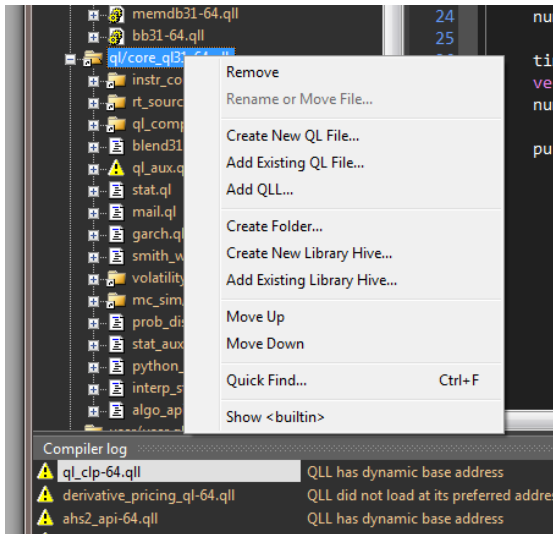 memdb31-64.qll
bb31-64.qll
ql/core_ql31-64.qll
instr_co
rt_sourc
ql_comp
blend31
ql_aux.q
stat.ql
mail.ql
garch.ql
smith_w
volatility
mc_sim
prob_di
stat_aux
python_
interp_s
algo_ap
24
25
nu
tim
ve
nu
pu
Remove
Rename or Move File...
Create New QL File...
Add Existing QL File...
Add QLL...
Create Folder...
Create New Library Hive...
Add Existing Library Hive...
Move Up
Move Down
Quick Find... Ctrl+F
Show <builtin>
Compiler log
ql_clp-64.qll QLL has dynamic base address
derivative_pricing_ql-64.qll QLL did not load at its preferred addres
ahs2_api-64.qll QLL has dynamic base address